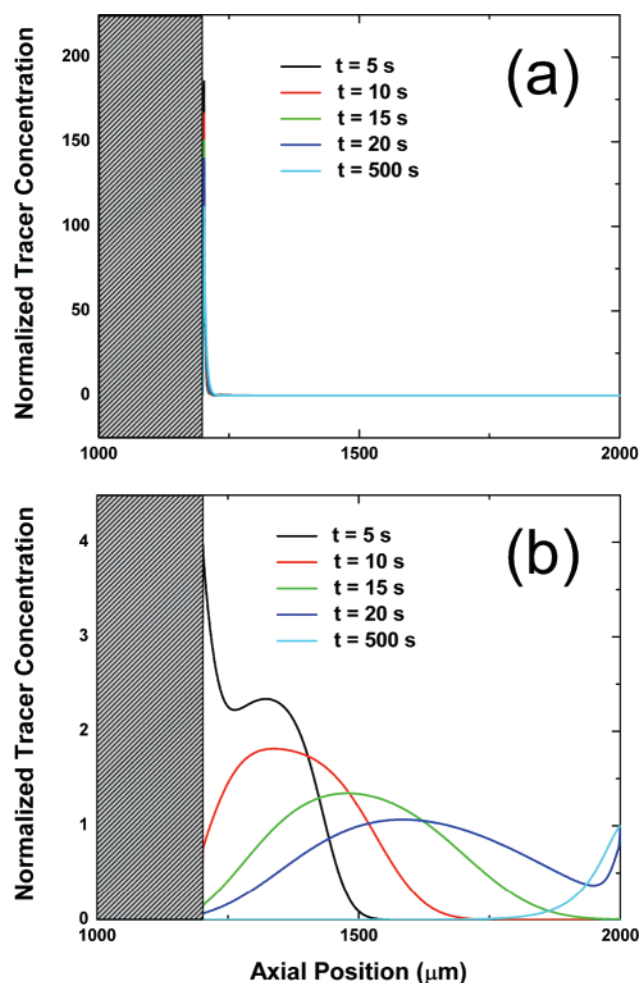 200
150
100
50
0
Normalized Tracer Concentration
t = 5 s
t = 10 s
t = 15 s
t = 20 s
t = 500 s
(a)
1000
1500
2000
4
3
2
1
0
Normalized Tracer Concentration
t = 5 s
t = 10 s
t = 15 s
t = 20 s
t = 500 s
(b)
1000
1500
2000
Axial Position (μm)